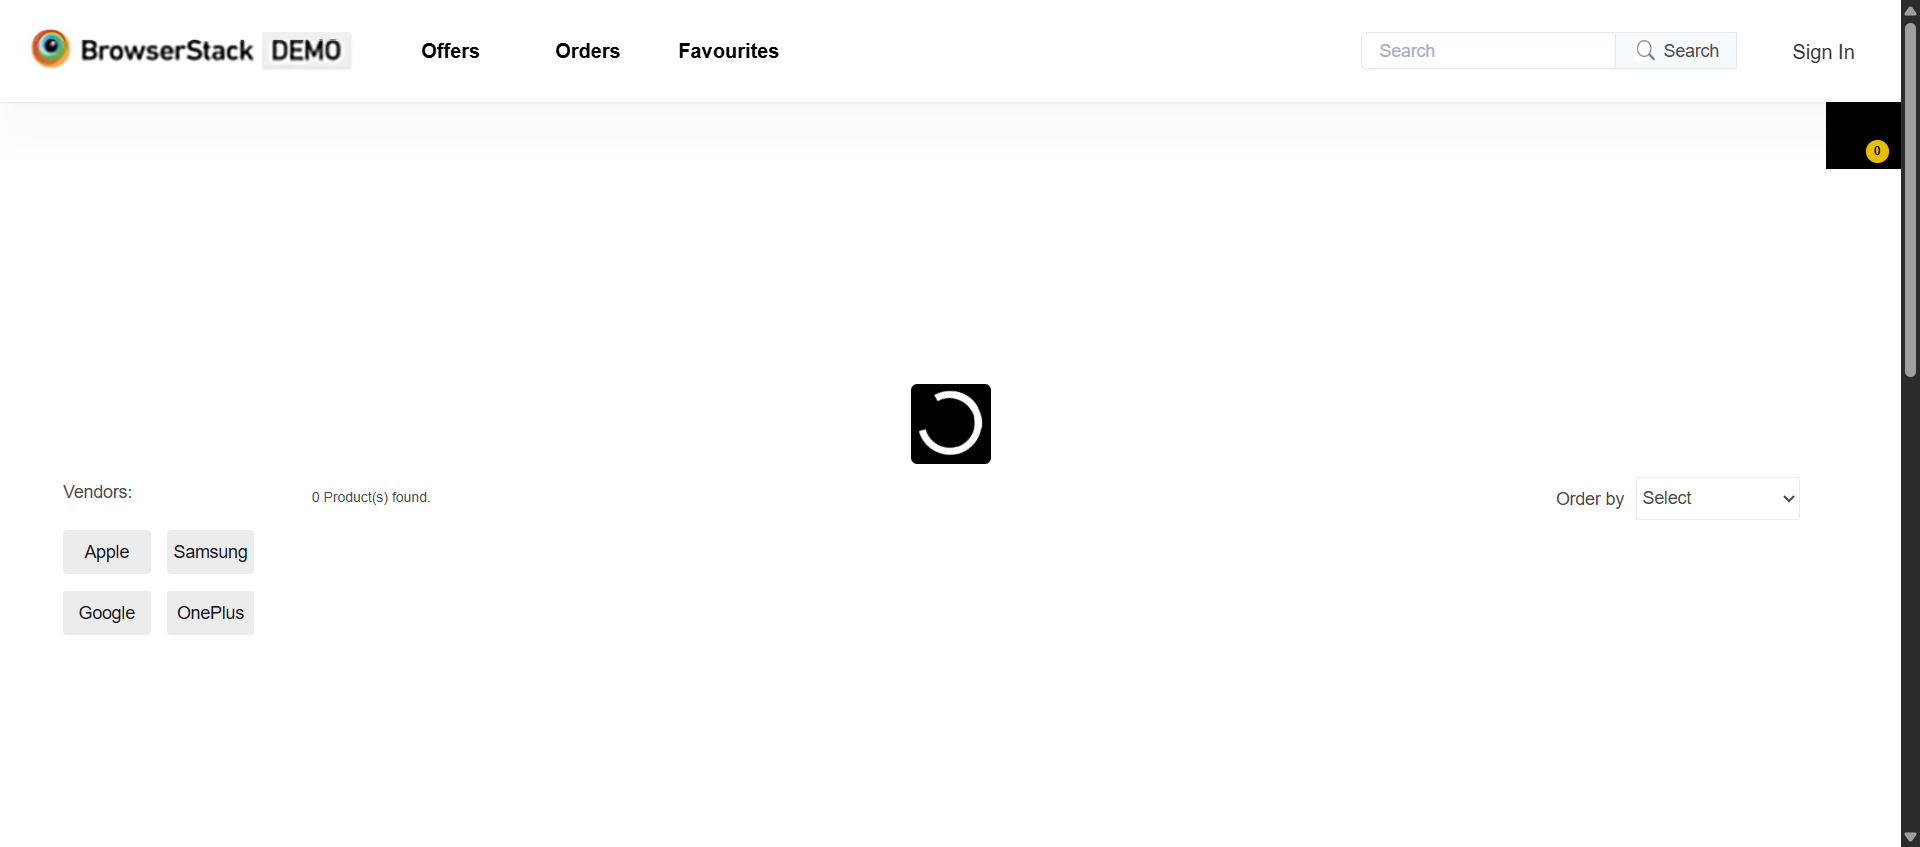 BrowserStack DEMO
Offers
Orders
Favourites
Search
Search
Sign In
0
Vendors:
0 Product(s) found.
Order by
Select
Apple
Samsung
Google
OnePlus